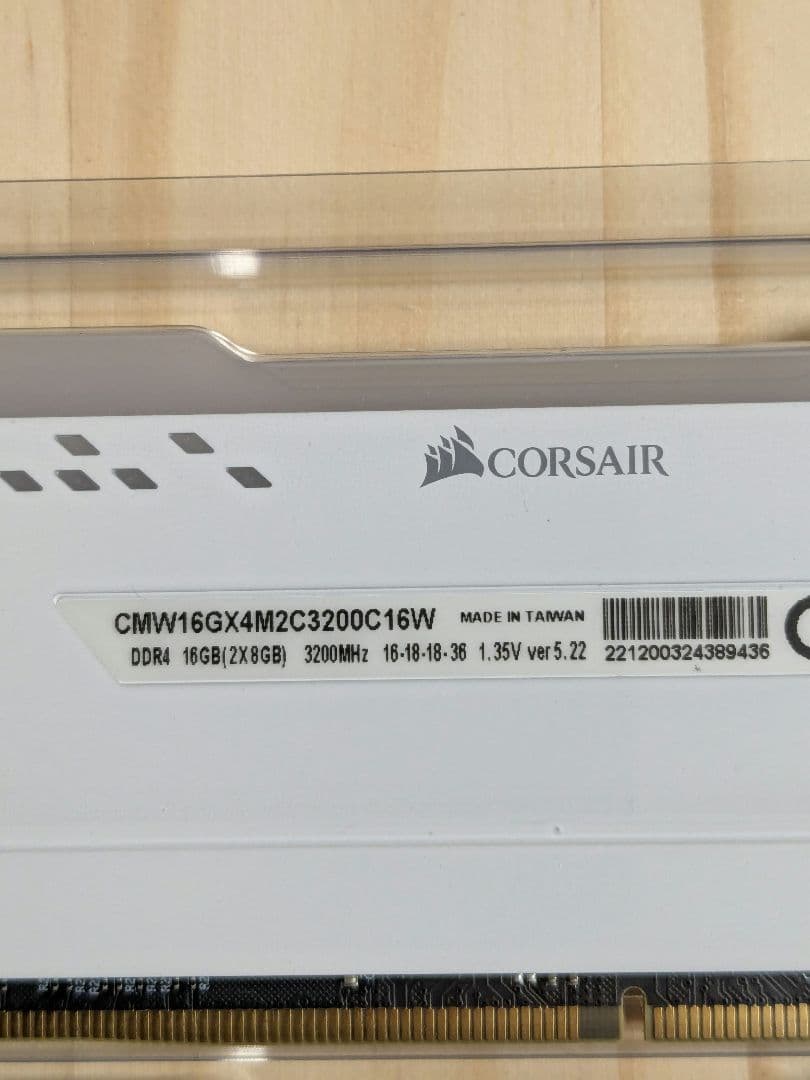 CORSAIR
CMW16GX4M2C3200C16W MADE IN TAIWAN
DDR4 16GB(2X8GB) 3200MHz 16-18-18-36 1.35V ver5.22 221200324389436